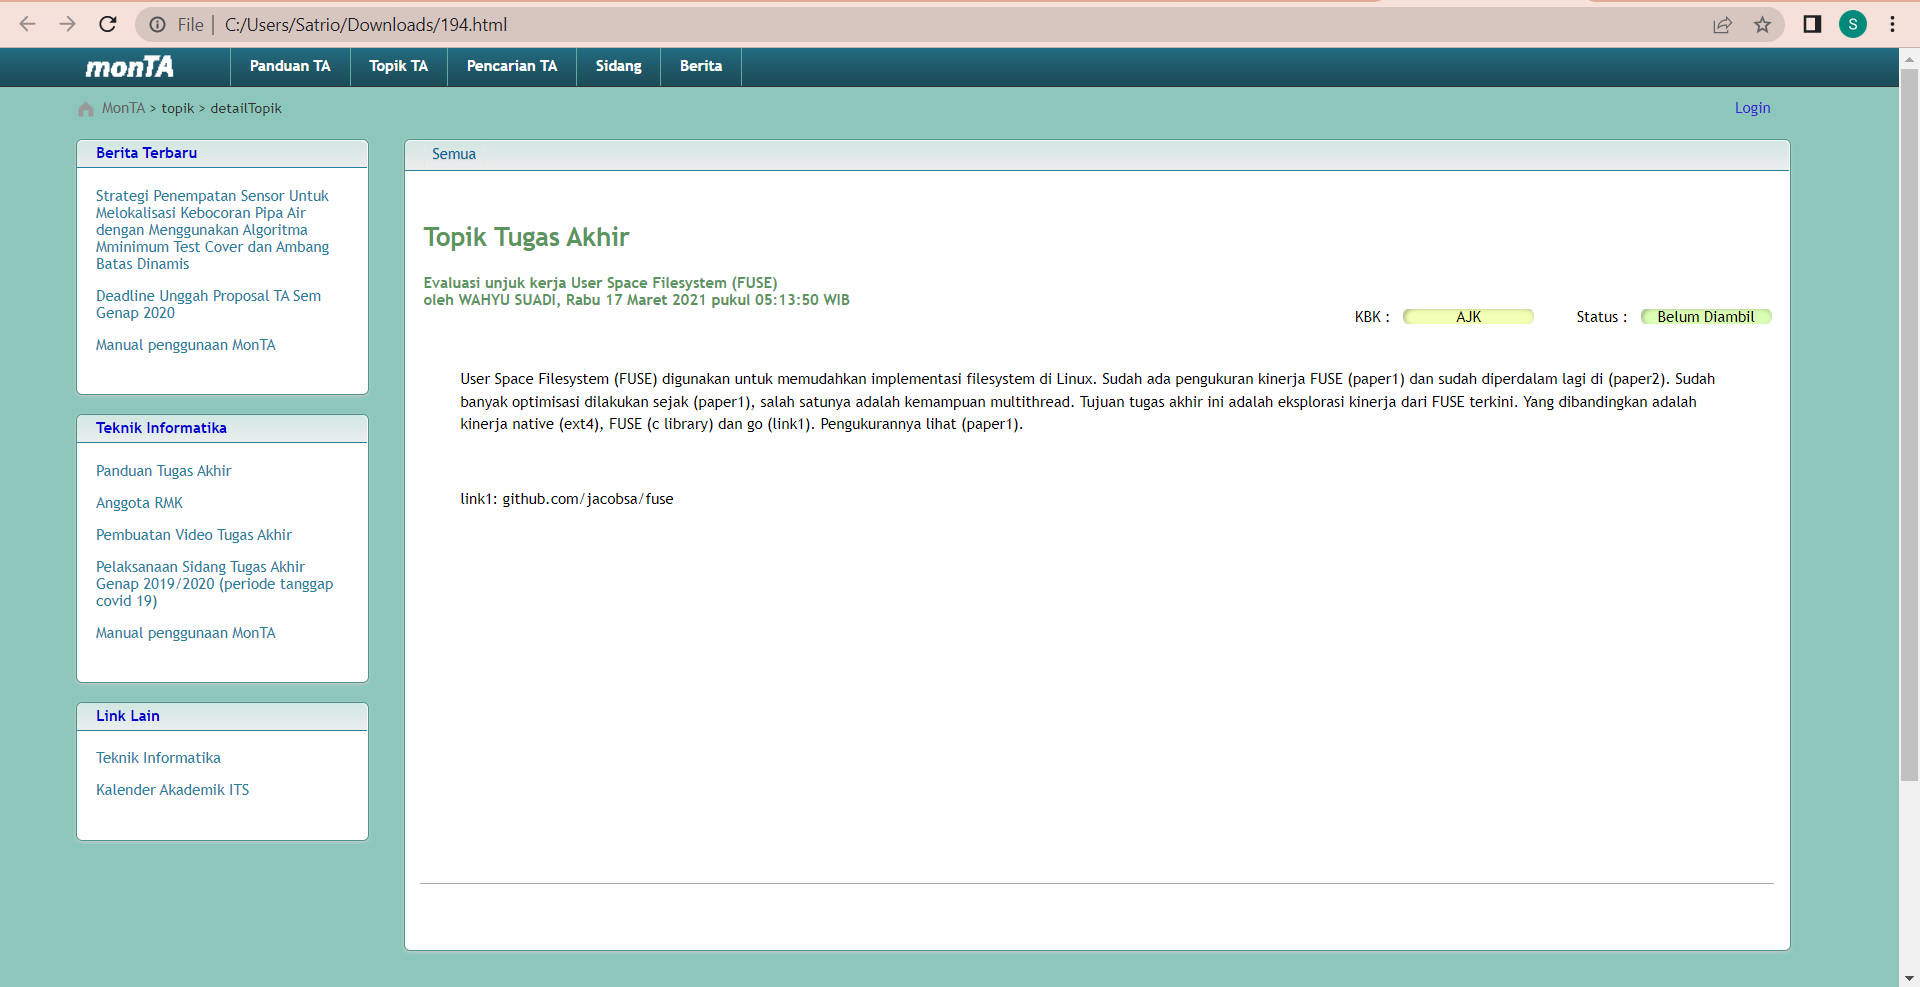 File | C:/Users/Satrio/Downloads/194.html
S
monTA
Panduan TA
Topik TA
Pencarian TA
Sidang
Berita
MonTA > topik > detailTopik
Login
Berita Terbaru
Strategi Penempatan Sensor Untuk
Melokalisasi Kebocoran Pipa Air
dengan Menggunakan Algoritma
Mminimum Test Cover dan Ambang
Batas Dinamis
Deadline Unggah Proposal TA Sem
Genap 2020
Manual penggunaan MonTA
Teknik Informatika
Panduan Tugas Akhir
Anggota RMK
Pembuatan Video Tugas Akhir
Pelaksanaan Sidang Tugas Akhir
Genap 2019/2020 (periode tanggap
covid 19)
Manual penggunaan MonTA
Link Lain
Teknik Informatika
Kalender Akademik ITS
Semua
Topik Tugas Akhir
Evaluasi unjuk kerja User Space Filesystem (FUSE)
oleh WAHYU SUADI, Rabu 17 Maret 2021 pukul 05:13:50 WIB
KBK : AJK Status : Belum Diambil
User Space Filesystem (FUSE) digunakan untuk memudahkan implementasi filesystem di Linux. Sudah ada pengukuran kinerja FUSE (paper1) dan sudah diperdalam lagi di (paper2). Sudah
banyak optimisasi dilakukan sejak (paper1), salah satunya adalah kemampuan multithread. Tujuan tugas akhir ini adalah eksplorasi kinerja dari FUSE terkini. Yang dibandingkan adalah
kinerja native (ext4), FUSE (c library) dan go (link1). Pengukurannya lihat (paper1).
link1: github.com/jacobsa/fuse